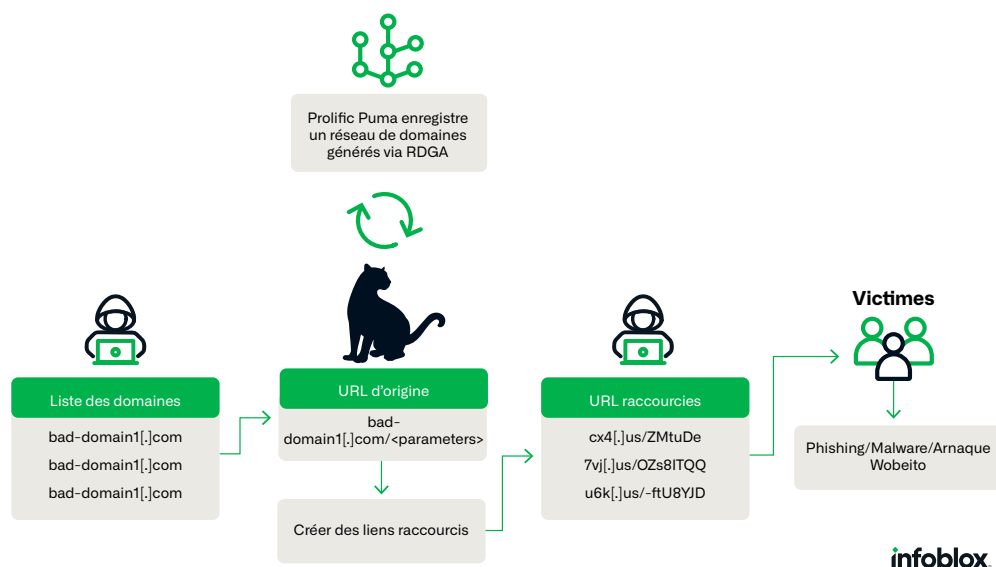 Prolific Puma enregistre
un réseau de domaines
générés via RDGA
Liste des domaines
bad-domain1[.]com
bad-domain1[.]com
bad-domain1[.]com
URL d’origine
bad-
domain1[.]com/<parameters>
Créer des liens raccourcis
URL raccourcies
cx4[.]us/ZMtuDe
7vj[.]us/OZs8ITQQ
u6k[.]us/-ftU8YJD
Victimes
Phishing/Malware/Arnaque
Wobeito
infoblox